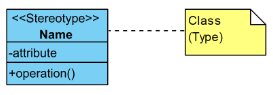 <<Stereotype>>
Name
-attribute
+operation()
Class
(Type)